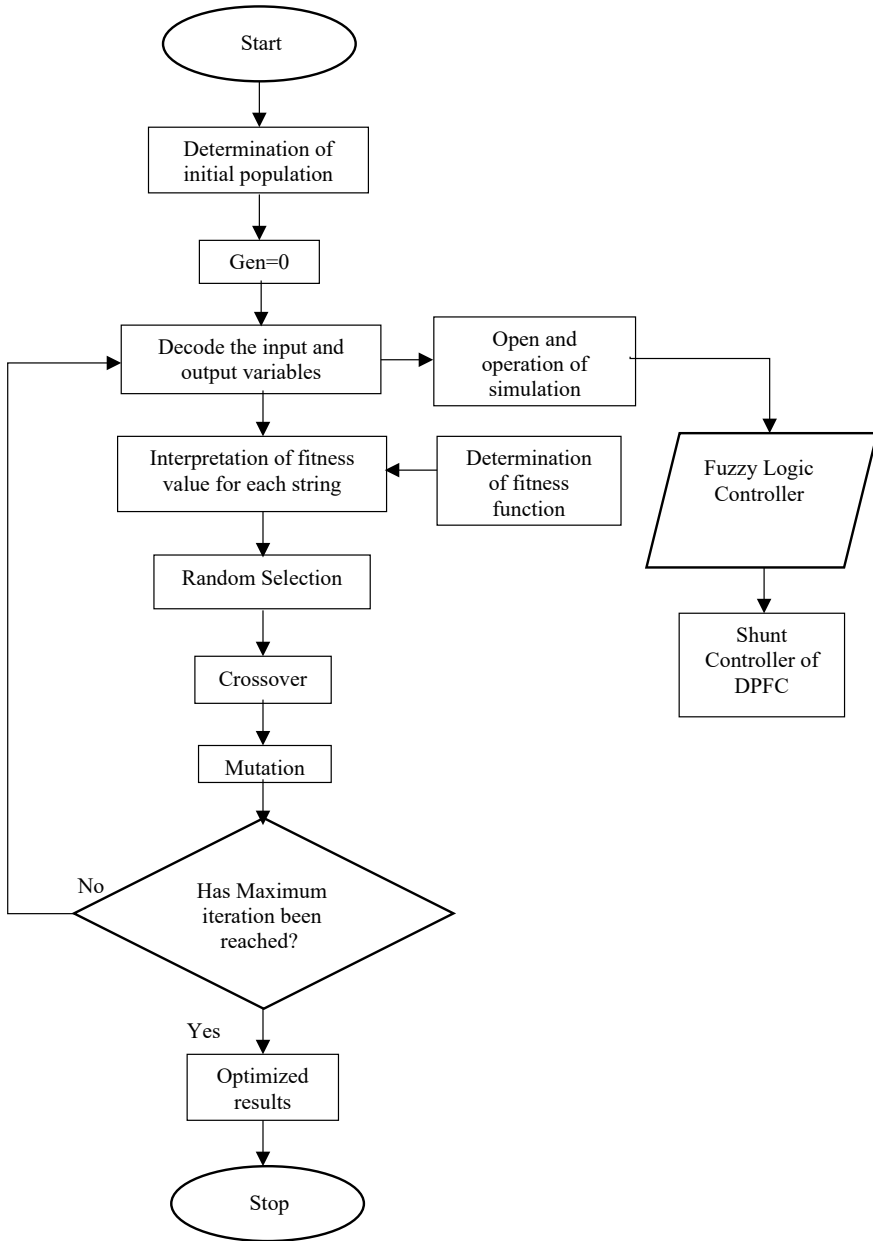 Start
Determination of
initial population
Gen=0
Decode the input and
output variables
Open and
operation of
simulation
Interpretation of fitness
value for each string
Determination
of fitness
function
Fuzzy Logic
Controller
Random Selection
Shunt
Controller of
DPFC
Crossover
Mutation
No
Has Maximum
iteration been
reached?
Yes
Optimized
results
Stop